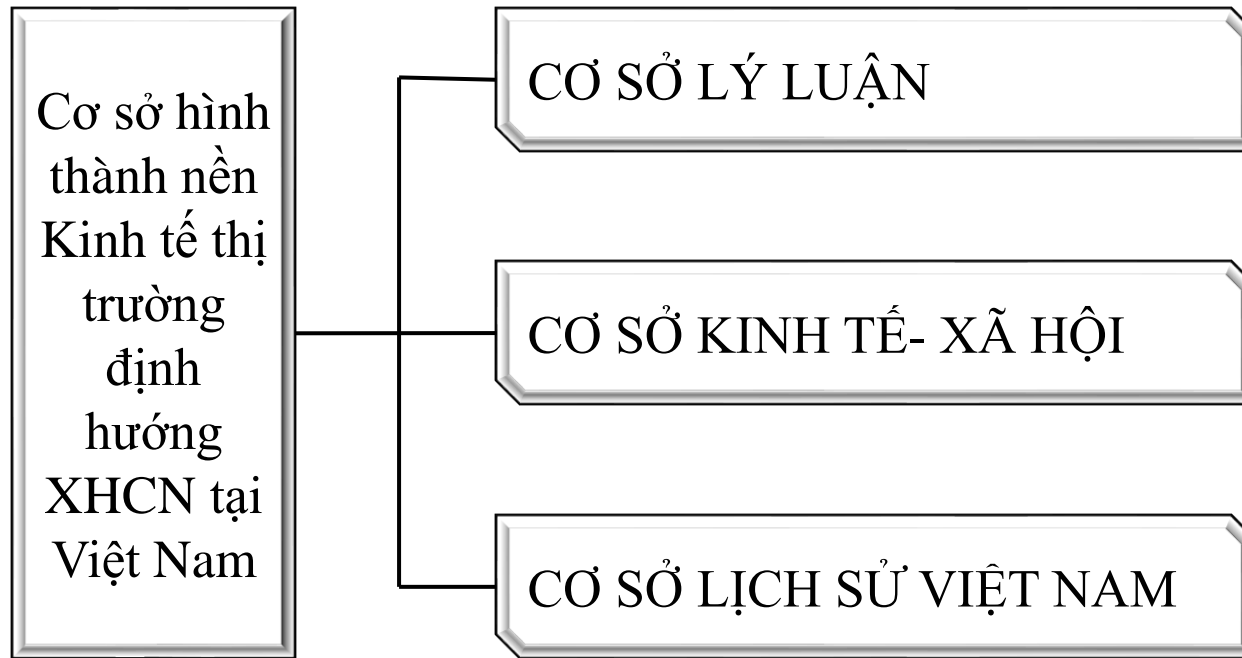 Cơ sở hình
thành nền
Kinh tế thị
trường
định
hướng
XHCN tại
Việt Nam
CƠ SỞ LÝ LUẬN
CƠ SỞ KINH TẾ- XÃ HỘI
CƠ SỞ LỊCH SỬ VIỆT NAM